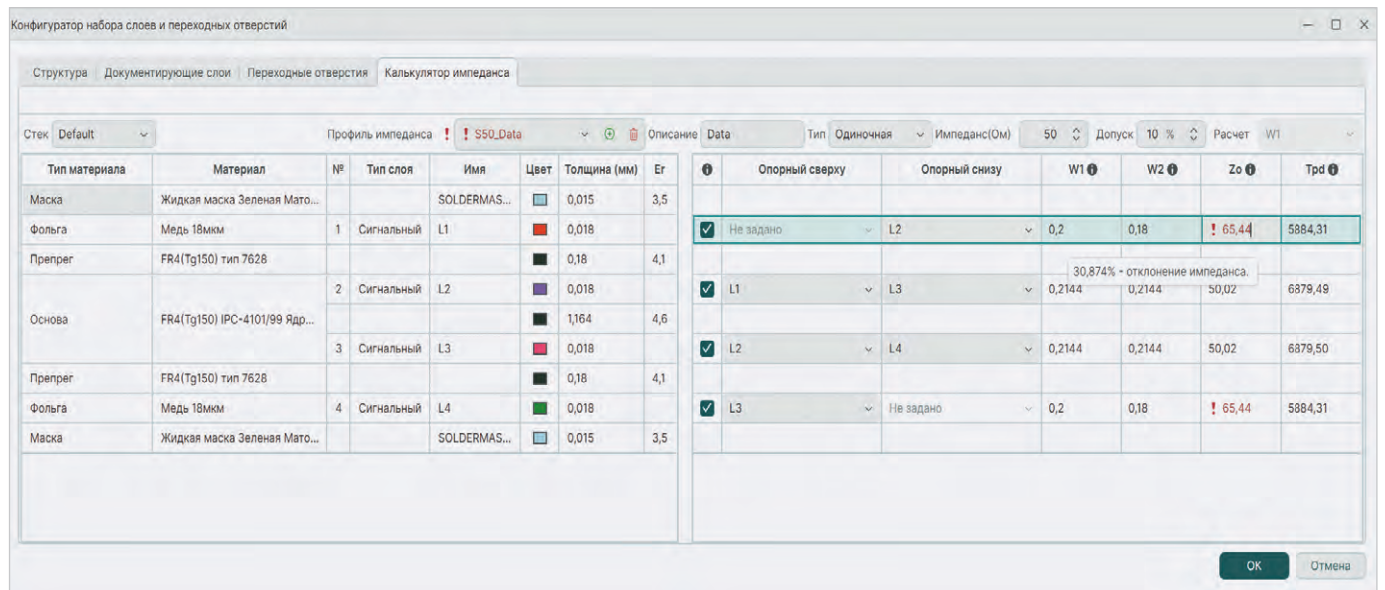 Конфигуратор набора слоев и переходных отверстий
Структура Документирующие слои Переходные отверстия Калькулятор импеданса
Стек Default Профиль импеданса ! ! S50_Data Описание Data Тип Одиночная Импеданс(Ом) 50 Допуск 10 % Расчет W1
Тип материала Материал № Тип слоя Имя Цвет Толщина (мм) Er Опорный сверху Опорный снизу W1 W2 Zo Tpd
Маска Жидкая маска Зеленая Мато... SOLDERMAS... 0,015 3,5
Фольга Медь 18мкм 1 Сигнальный L1 0,018 Не задано L2 0,2 0,18 ! 65,44 5884,31
Препрег FR4(Tg150) тип 7628 0,18 4,1
30,874% - отклонение импеданса.
2 Сигнальный L2 0,018 L1 L3 0,2144 0,2144 50,02 6879,49
Основа FR4(Tg150) IPC-4101/99 Ядр... 1,164 4,6
3 Сигнальный L3 0,018 L2 L4 0,2144 0,2144 50,02 6879,50
Препрег FR4(Tg150) тип 7628 0,18 4,1
Фольга Медь 18мкм 4 Сигнальный L4 0,018 L3 Не задано 0,2 0,18 ! 65,44 5884,31
Маска Жидкая маска Зеленая Мато... SOLDERMAS... 0,015 3,5
OK Отмена